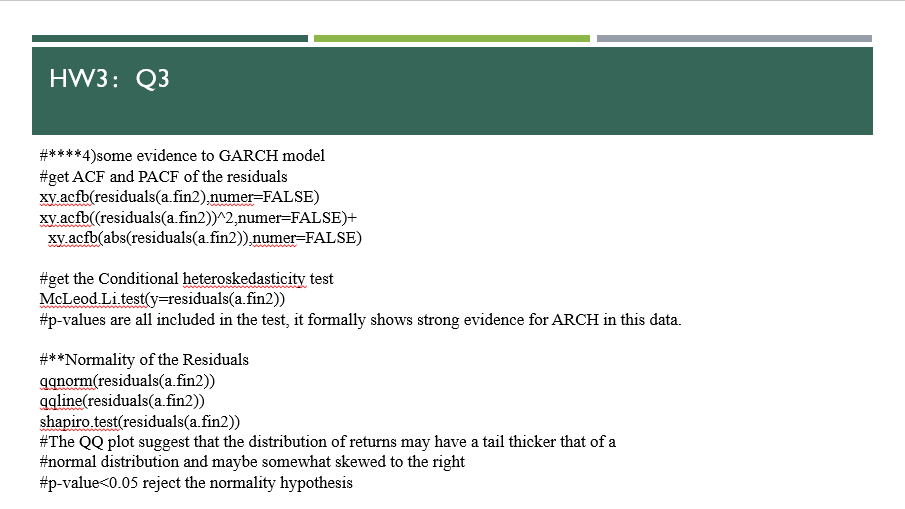 HW3: Q3
#****4)some evidence to GARCH model
#get ACF and PACF of the residuals
xy.acfb(residuals(a.fin2),numer=FALSE)
xy.acfb((residuals(a.fin2))^2,numer=FALSE)+
xy.acfb(abs(residuals(a.fin2)),numer=FALSE)
#get the Conditional heteroskedasticity test
McLeod.Li.test(y=residuals(a.fin2))
#p-values are all included in the test, it formally shows strong evidence for ARCH in this data.
#**Normality of the Residuals
qqnorm(residuals(a.fin2))
qqline(residuals(a.fin2))
shapiro.test(residuals(a.fin2))
#The QQ plot suggest that the distribution of returns may have a tail thicker that of a
#normal distribution and maybe somewhat skewed to the right
#p-value<0.05 reject the normality hypothesis